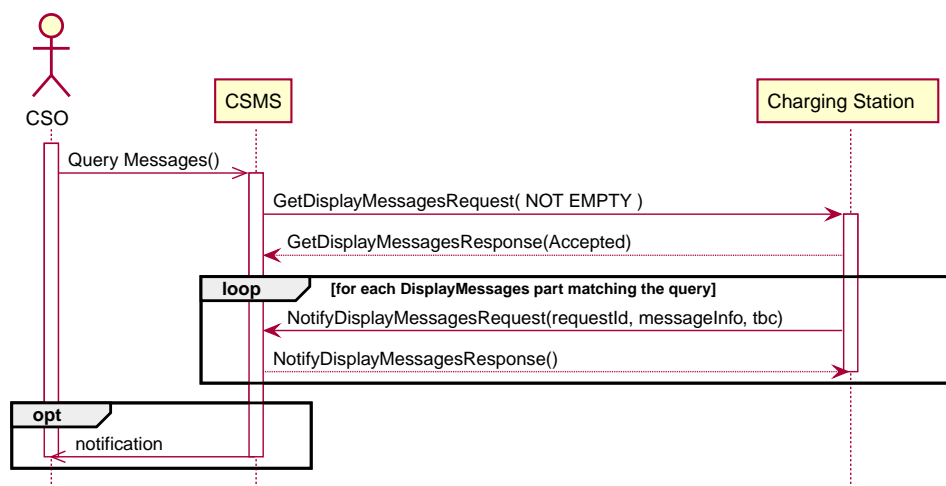 CSO
CSMS
Charging Station
Query Messages()
GetDisplayMessagesRequest( NOT EMPTY )
GetDisplayMessagesResponse(Accepted)
loop [for each DisplayMessages part matching the query]
NotifyDisplayMessagesRequest(requestId, messageInfo, tbc)
NotifyDisplayMessagesResponse()
opt
notification